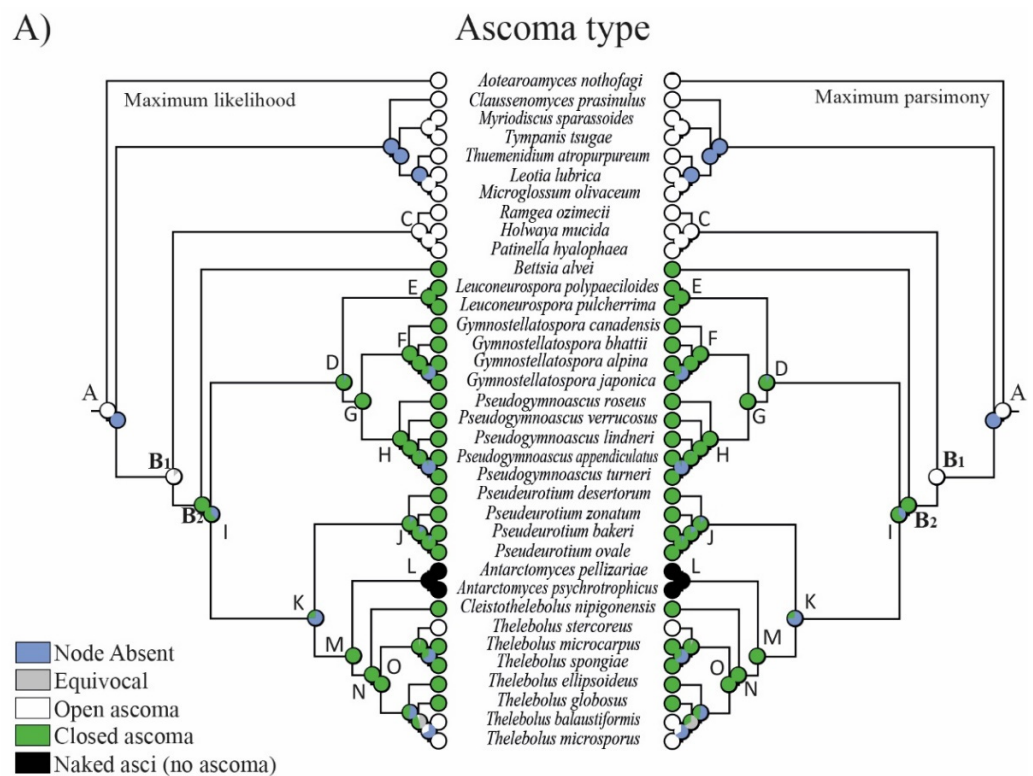 A)
Ascoma type
Maximum likelihood
Maximum parsimony
Aotearoamyces nothofagi
Claussenomyces prasinulus
Myriodiscus sparassoides
Tympanis tsugae
Thuemenidium atropurpureum
Leotia lubrica
Microglossum olivaceum
C Ramgea ozimecii C
Holwaya mucida
Patinella hyalophaea
Bettsia alvei
E Leuconeurospora polypaeciloides E
Leuconeurospora pulcherrima
Gymnostellatospora canadensis
F Gymnostellatospora bhattii F
D Gymnostellatospora alpina D
A Gymnostellatospora japonica A
G Pseudogymnoascus roseus G
Pseudogymnoascus verrucosus
H Pseudogymnoascus lindneri H
B1 Pseudogymnoascus appendiculatus B1
Pseudogymnoascus turneri
Pseudeurotium desertorum
B2 Pseudeurotium zonatum B2
I J Pseudeurotium bakeri J I
Pseudeurotium ovale
L Antarctomyces pellizariae L
Antarctomyces psychrotrophicus
K Cleistothelebolus nipigonensis K
Thelebolus stercoreus
M Thelebolus microcarpus M
O Thelebolus spongiae O
N Thelebolus ellipsoideus N
Thelebolus globosus
Thelebolus balaustiformis
Thelebolus microsporus
Node Absent
Equivocal
Open ascoma
Closed ascoma
Naked asci (no ascoma)